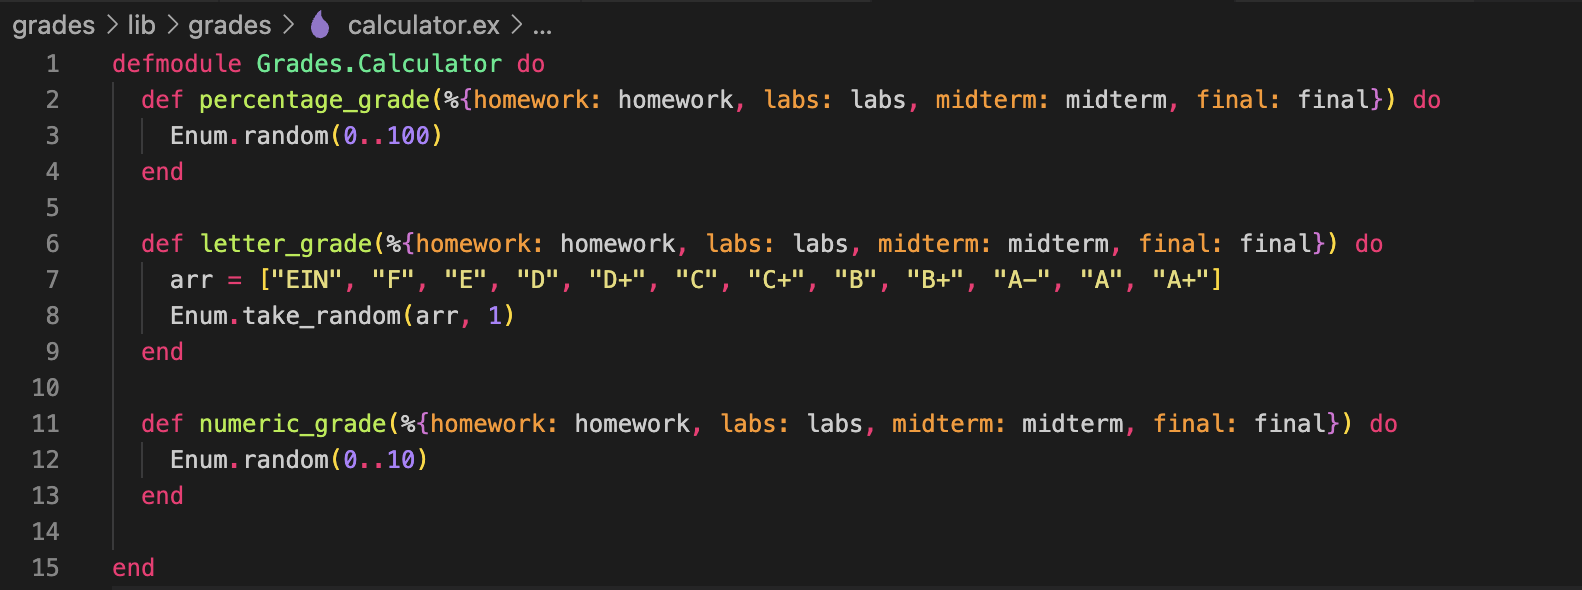 grades > lib > grades > calculator.ex > ...
1 defmodule Grades.Calculator do
2   def percentage_grade(%{homework: homework, labs: labs, midterm: midterm, final: final}) do
3     Enum.random(0..100)
4   end
5
6   def letter_grade(%{homework: homework, labs: labs, midterm: midterm, final: final}) do
7     arr = ["EIN", "F", "E", "D", "D+", "C", "C+", "B", "B+", "A-", "A", "A+"]
8     Enum.take_random(arr, 1)
9   end
10
11   def numeric_grade(%{homework: homework, labs: labs, midterm: midterm, final: final}) do
12     Enum.random(0..10)
13   end
14
15 end